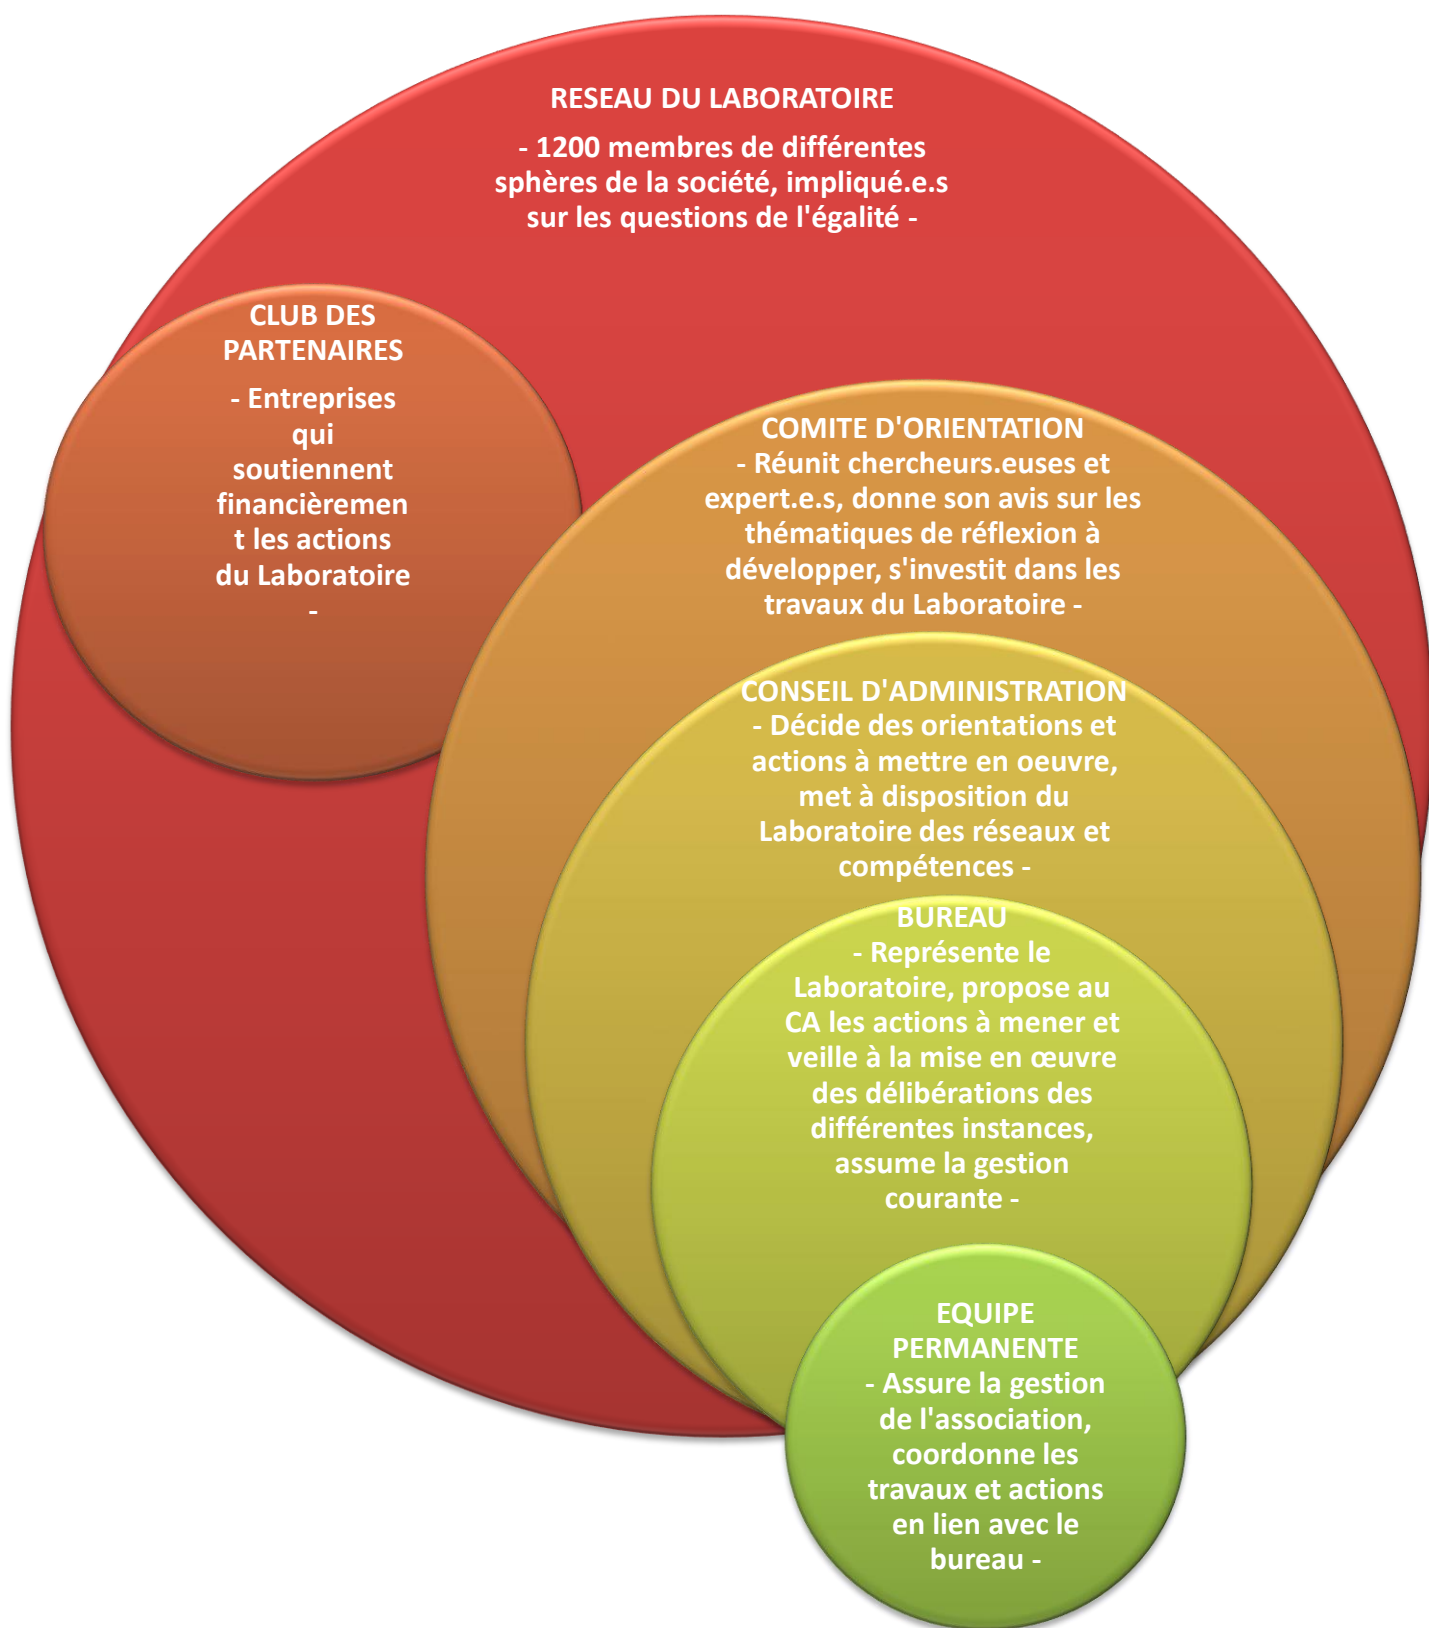 RESEAU DU LABORATOIRE
- 1200 membres de différentes
sphères de la société, impliqué.e.s
sur les questions de l'égalité -
CLUB DES
PARTENAIRES
- Entreprises
qui
soutiennent
financièremen
t les actions
du Laboratoire
-
COMITE D'ORIENTATION
- Réunit chercheurs.euses et
expert.e.s, donne son avis sur les
thématiques de réflexion à
développer, s'investit dans les
travaux du Laboratoire -
CONSEIL D'ADMINISTRATION
- Décide des orientations et
actions à mettre en oeuvre,
met à disposition du
Laboratoire des réseaux et
compétences -
BUREAU
- Représente le
Laboratoire, propose au
CA les actions à mener et
veille à la mise en œuvre
des délibérations des
différentes instances,
assume la gestion
courante -
EQUIPE
PERMANENTE
- Assure la gestion
de l'association,
coordonne les
travaux et actions
en lien avec le
bureau -